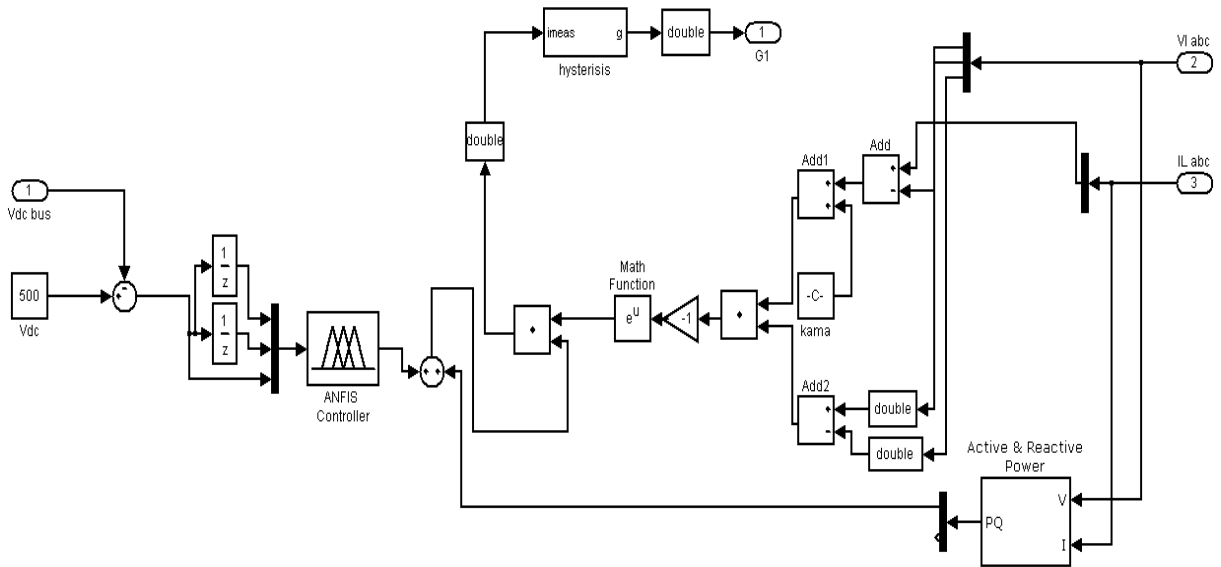 imeas g
double
1
G1
hysterisis
VI abc
2
double
Add
Add1
IL abc
3
1
Vdc bus
1
z
Math
Function
e^u
-1
-C-
kama
500
Vdc
1
z
ANFIS
Controller
Add2
double
double
Active & Reactive
Power
V
PQ
I